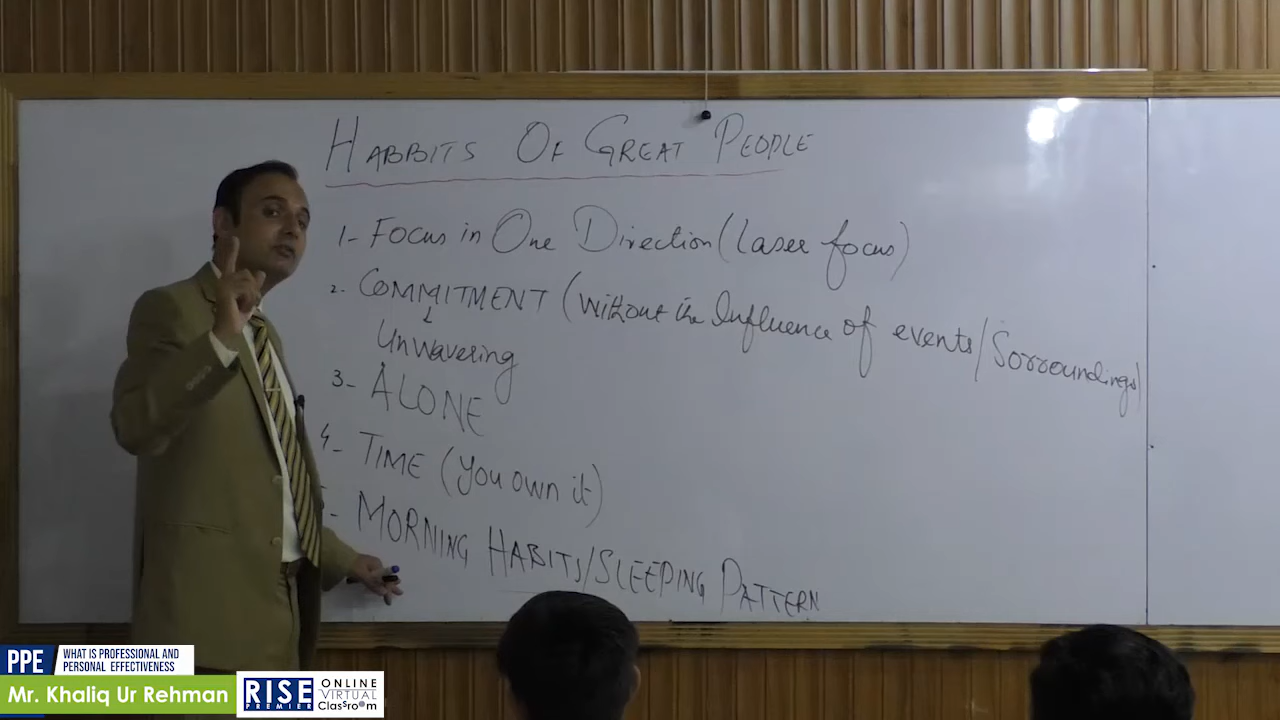 HABBITS OF GREAT PEOPLE
1- Focus in One Direction (Laser focus)
2- COMMITMENT (Without the Influence of events/Sorroundings)
Unwavering
3- ALONE
4- TIME (You own it)
5- MORNING HABITS/SLEEPING PATTERN
PPE WHAT IS PROFESSIONAL AND
PERSONAL EFFECTIVENESS
Mr. Khaliq Ur Rehman
RISE
PREMIER
ONLINE
VIRTUAL
Classroom